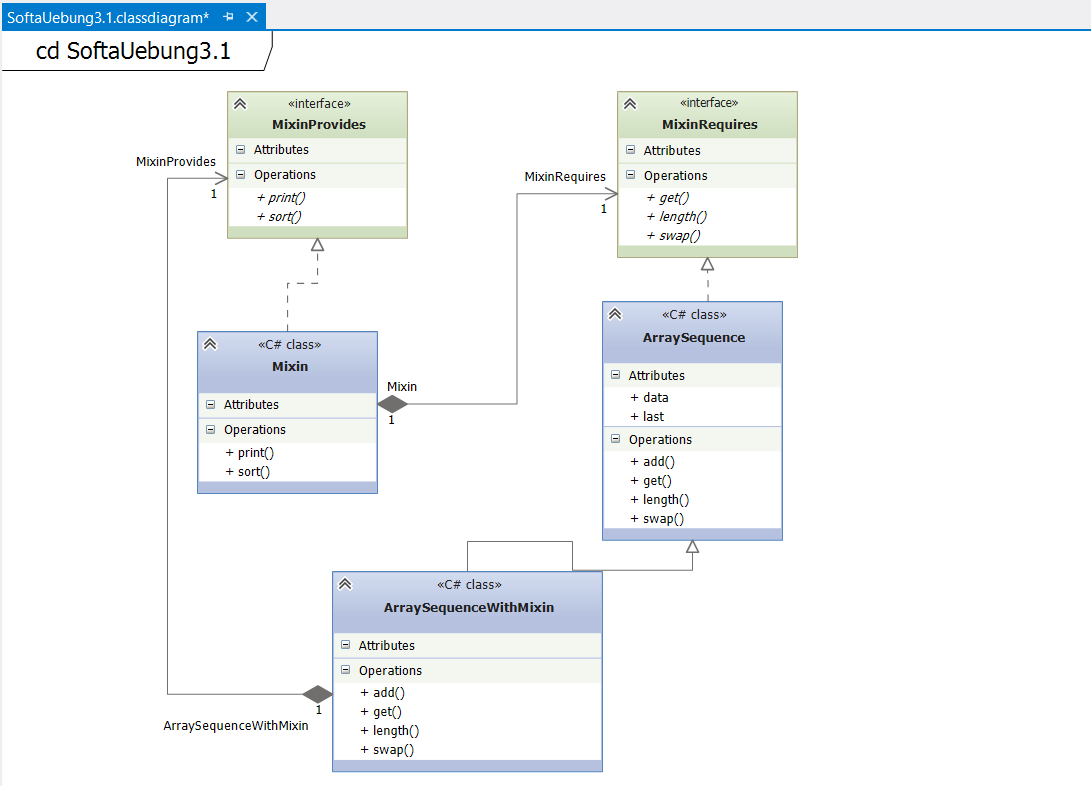 SoftaUebung3.1.classdiagram*
cd SoftaUebung3.1
«interface»
MixinProvides
Attributes
Operations
+ print()
+ sort()
MixinProvides
1
«interface»
MixinRequires
Attributes
Operations
+ get()
+ length()
+ swap()
MixinRequires
1
«C# class»
Mixin
Attributes
Operations
+ print()
+ sort()
Mixin
1
«C# class»
ArraySequence
Attributes
+ data
+ last
Operations
+ add()
+ get()
+ length()
+ swap()
«C# class»
ArraySequenceWithMixin
Attributes
Operations
+ add()
+ get()
+ length()
+ swap()
1
ArraySequenceWithMixin